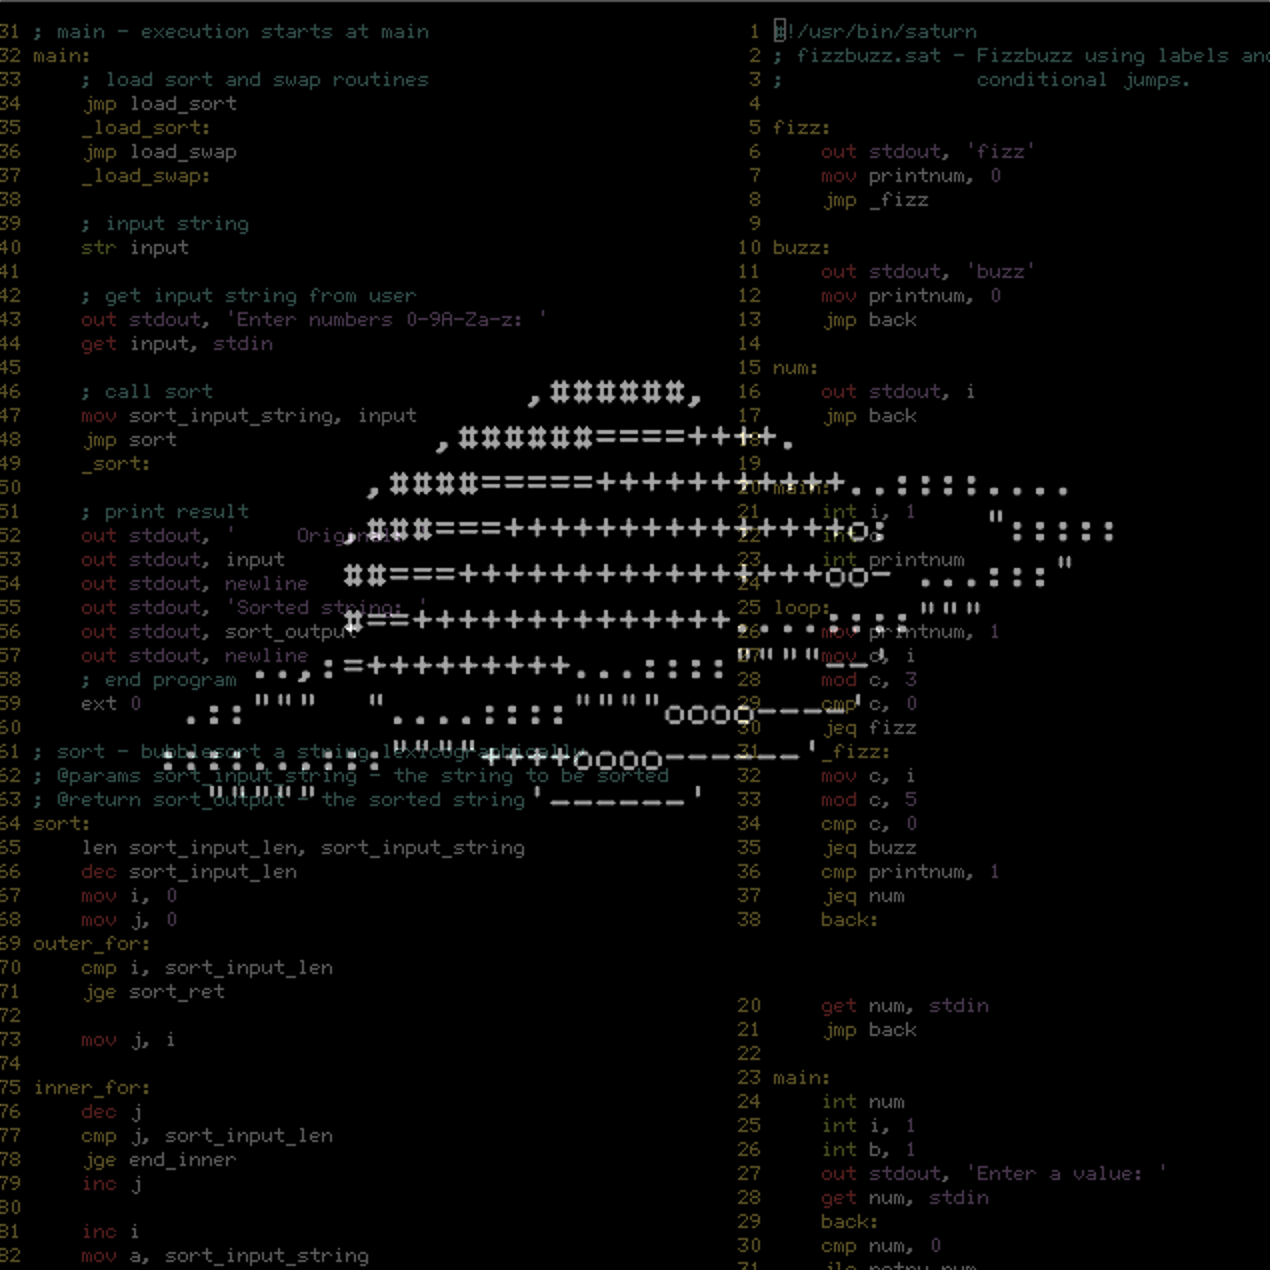 31 ; main - execution starts at main
32 main:
33 ; load sort and swap routines
34 jmp load_sort
35 _load_sort:
36 jmp load_swap
37 _load_swap:
38
39 ; input string
40 str input
41
42 ; get input string from user
43 out stdout, 'Enter numbers 0-9A-Za-z: '
44 get input, stdin
45
46 ; call sort
47 mov sort_input_string, input
48 jmp sort
49 _sort:
50
51 ; print result
52 out stdout, '
53 out stdout, input
54 out stdout, newline
55 out stdout, 'Sorted string: '
56 out stdout, sort_output
57 out stdout, newline
58 ; end program
59 ext 0
60
61 ; sort - bubblesort a string lexicographically
62 ; @params sort_input_string - the string to be sorted
63 ; @return sort_output - the sorted string
64 sort:
65 len sort_input_len, sort_input_string
66 dec sort_input_len
67 mov i, 0
68 mov j, 0
69 outer_for:
70 cmp i, sort_input_len
71 jge sort_ret
72
73 mov j, i
74
75 inner_for:
76 dec j
77 cmp j, sort_input_len
78 jge end_inner
79 inc j
80
81 inc i
82 mov a, sort_input_string
1 #!/usr/bin/saturn
2 ; fizzbuzz.sat - Fizzbuzz using labels and
3 ; conditional jumps.
4
5 fizz:
6 out stdout, 'fizz'
7 mov printnum, 0
8 jmp _fizz
9
10 buzz:
11 out stdout, 'buzz'
12 mov printnum, 0
13 jmp back
14
15 num:
16 out stdout, i
17 jmp back
18
19
20 main:
21 int i, 1
22 int c
23 int printnum
24
25 loop:
26 mov printnum, 1
27 mov c, i
28 mod c, 3
29 cmp c, 0
30 jeq fizz
31 _fizz:
32 mov c, i
33 mod c, 5
34 cmp c, 0
35 jeq buzz
36 cmp printnum, 1
37 jeq num
38 back:
20 get num, stdin
21 jmp back
22
23 main:
24 int num
25 int i, 1
26 int b, 1
27 out stdout, 'Enter a value: '
28 get num, stdin
29 back:
30 cmp num, 0